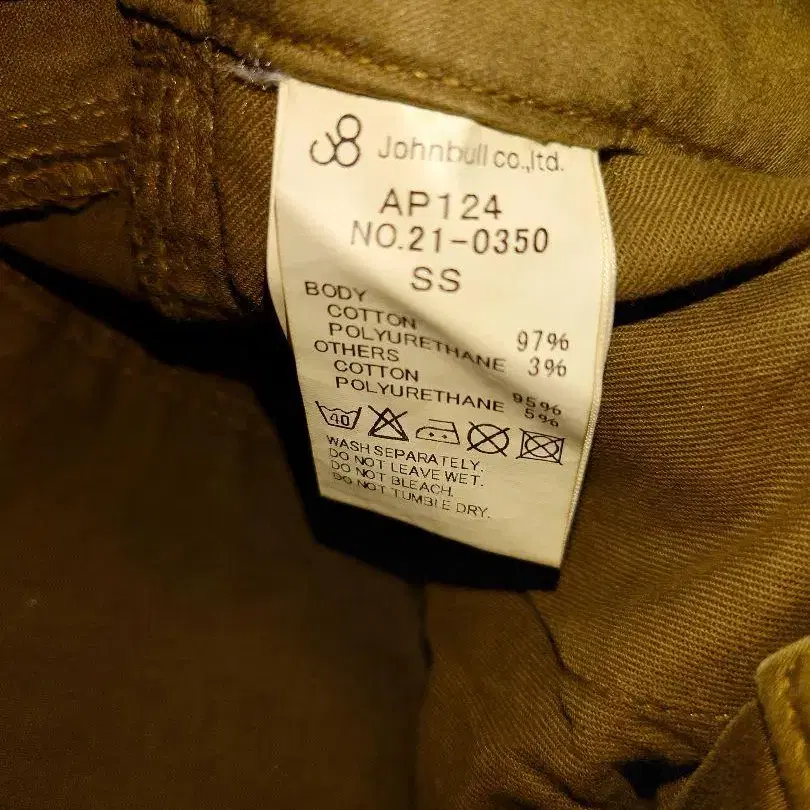 Johnbull co.,ltd.
AP124
NO.21-0350
SS
BODY
COTTON 97%
POLYURETHANE 3%
OTHERS
COTTON 95%
POLYURETHANE 5%
40
WASH SEPARATELY.
DO NOT LEAVE WET.
DO NOT BLEACH.
DO NOT TUMBLE DRY.